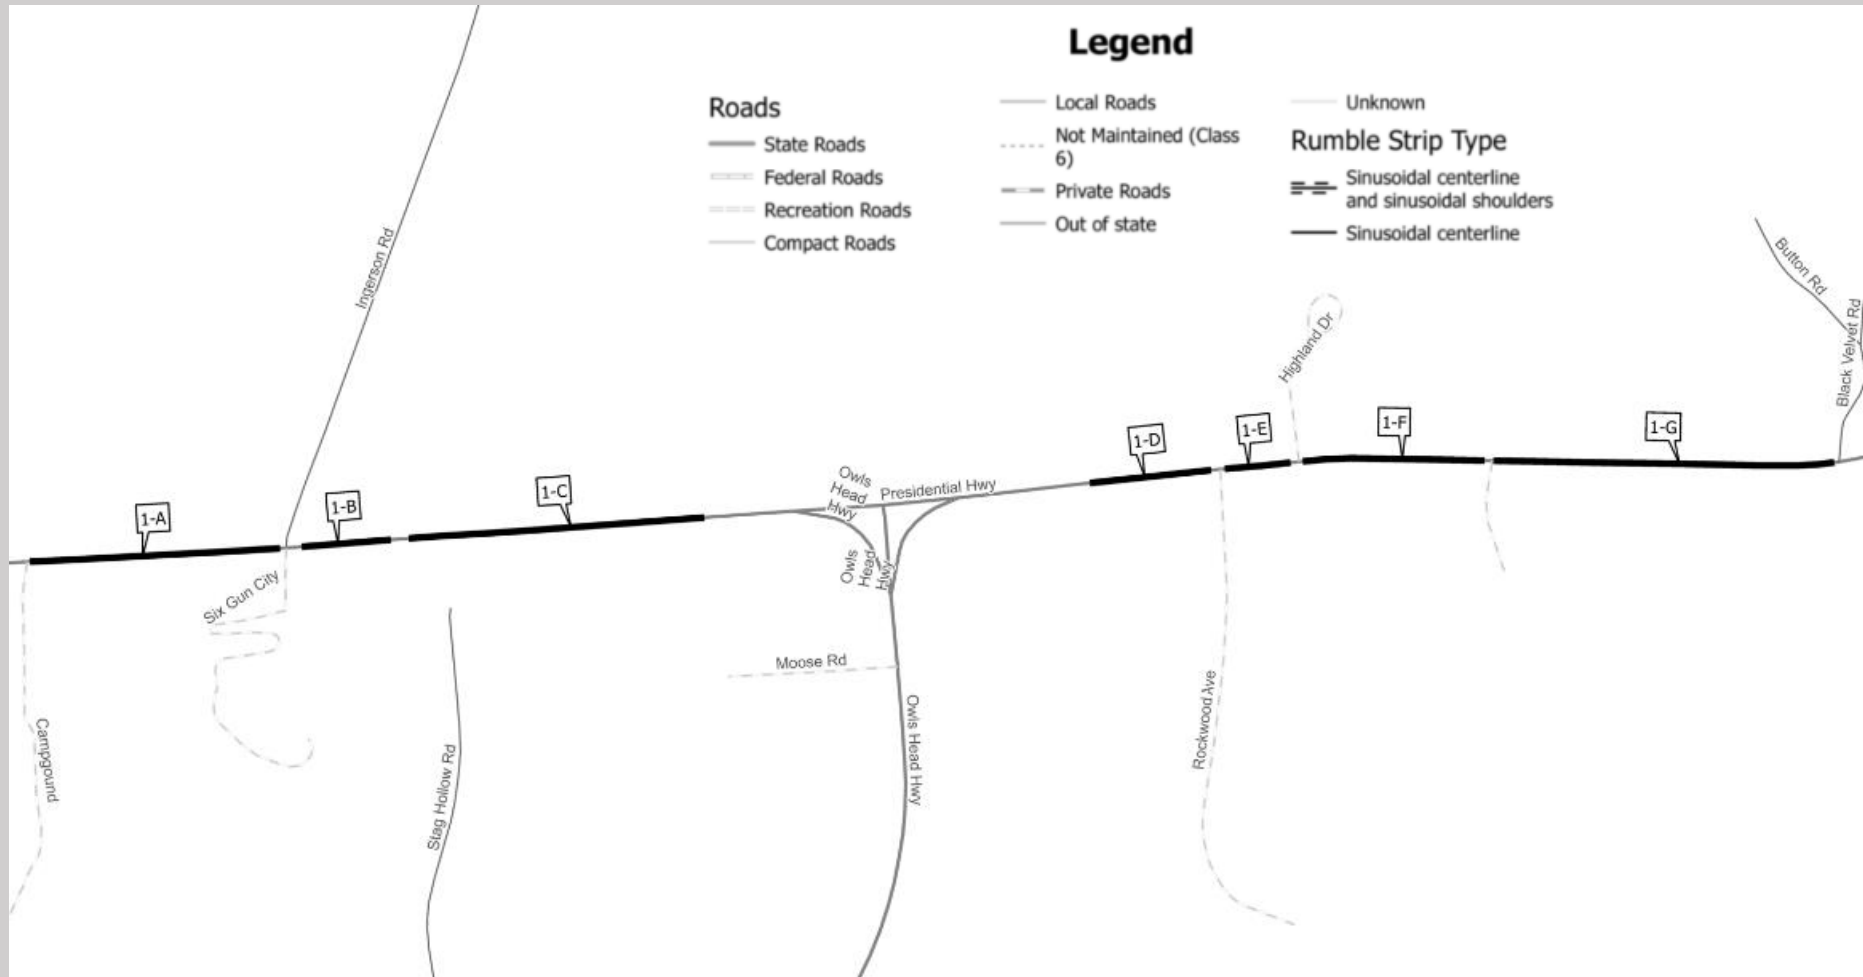 Legend
Roads
State Roads
Federal Roads
Recreation Roads
Compact Roads
Local Roads
Not Maintained (Class
6)
Private Roads
Out of state
Unknown
Rumble Strip Type
Sinusoidal centerline
and sinusoidal shoulders
Sinusoidal centerline
Ingerson Rd
Button Rd
Black Velvet Rd
Highland Dr
1-A
1-B
1-C
1-D
1-E
1-F
1-G
Owls
Head
Hwy
Presidential Hwy
Owls
Head
Hwy
Six Gun City
Moose Rd
Campgound
Stag Hollow Rd
Owls Head Hwy
Rockwood Ave